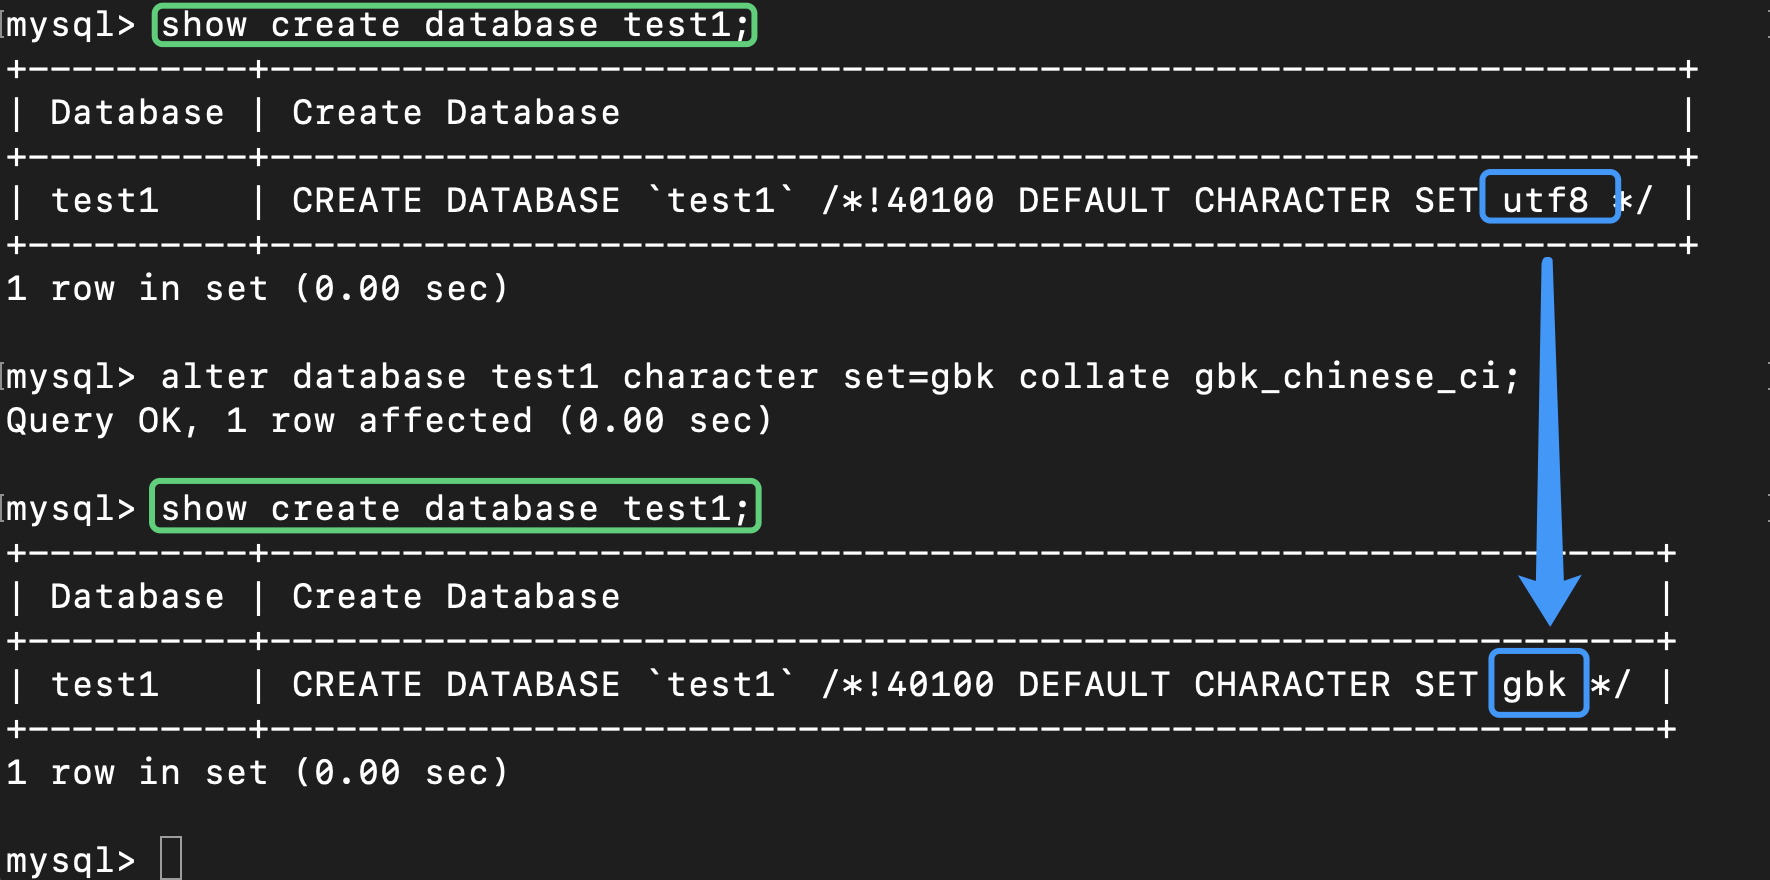 mysql> show create database test1;
+----------+----------------------------------------------------------------+
| Database | Create Database                                                |
+----------+----------------------------------------------------------------+
| test1    | CREATE DATABASE `test1` /*!40100 DEFAULT CHARACTER SET utf8 */ |
+----------+----------------------------------------------------------------+
1 row in set (0.00 sec)
mysql> alter database test1 character set=gbk collate gbk_chinese_ci;
Query OK, 1 row affected (0.00 sec)
mysql> show create database test1;
+----------+---------------------------------------------------------------+
| Database | Create Database                                               |
+----------+---------------------------------------------------------------+
| test1    | CREATE DATABASE `test1` /*!40100 DEFAULT CHARACTER SET gbk */ |
+----------+---------------------------------------------------------------+
1 row in set (0.00 sec)
mysql>